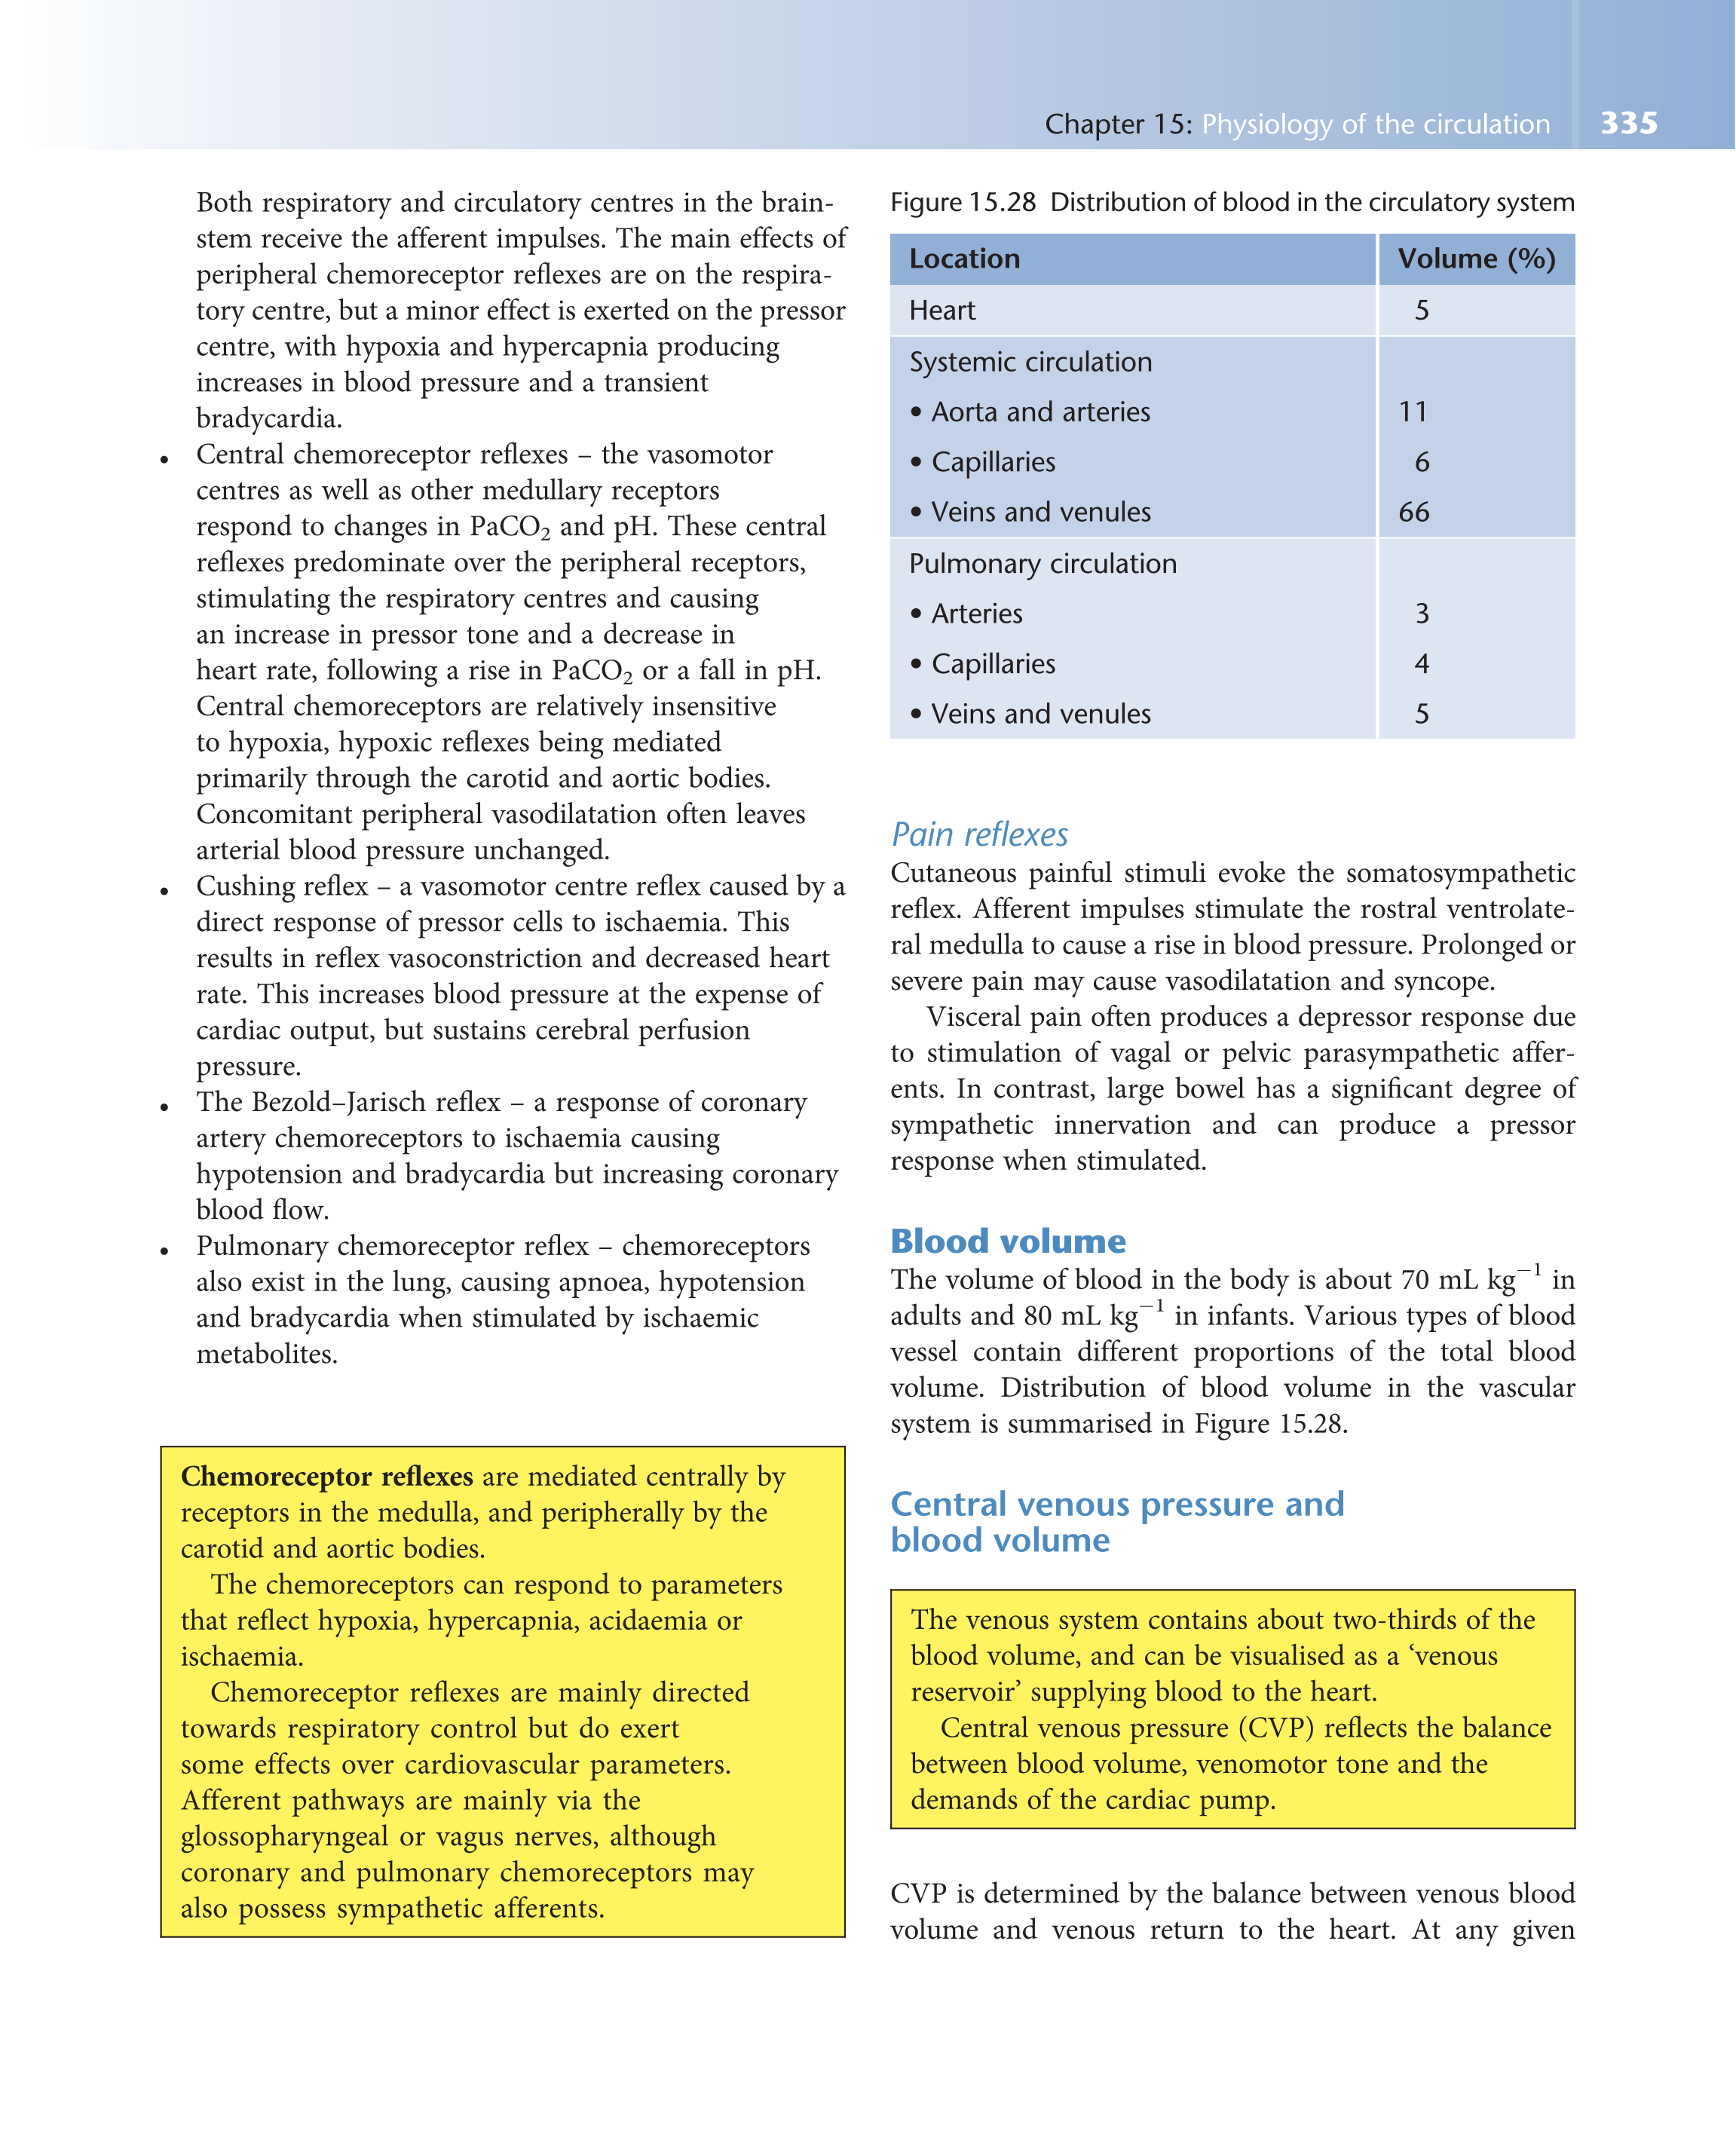 Chapter 15: Physiology of the circulation 335
Both respiratory and circulatory centres in the brain-
stem receive the afferent impulses. The main effects of
peripheral chemoreceptor reflexes are on the respira-
tory centre, but a minor effect is exerted on the pressor
centre, with hypoxia and hypercapnia producing
increases in blood pressure and a transient
bradycardia.
• Central chemoreceptor reflexes – the vasomotor
centres as well as other medullary receptors
respond to changes in PaCO₂ and pH. These central
reflexes predominate over the peripheral receptors,
stimulating the respiratory centres and causing
an increase in pressor tone and a decrease in
heart rate, following a rise in PaCO₂ or a fall in pH.
Central chemoreceptors are relatively insensitive
to hypoxia, hypoxic reflexes being mediated
primarily through the carotid and aortic bodies.
Concomitant peripheral vasodilatation often leaves
arterial blood pressure unchanged.
• Cushing reflex – a vasomotor centre reflex caused by a
direct response of pressor cells to ischaemia. This
results in reflex vasoconstriction and decreased heart
rate. This increases blood pressure at the expense of
cardiac output, but sustains cerebral perfusion
pressure.
• The Bezold–Jarisch reflex – a response of coronary
artery chemoreceptors to ischaemia causing
hypotension and bradycardia but increasing coronary
blood flow.
• Pulmonary chemoreceptor reflex – chemoreceptors
also exist in the lung, causing apnoea, hypotension
and bradycardia when stimulated by ischaemic
metabolites.
Chemoreceptor reflexes are mediated centrally by
receptors in the medulla, and peripherally by the
carotid and aortic bodies.
The chemoreceptors can respond to parameters
that reflect hypoxia, hypercapnia, acidaemia or
ischaemia.
Chemoreceptor reflexes are mainly directed
towards respiratory control but do exert
some effects over cardiovascular parameters.
Afferent pathways are mainly via the
glossopharyngeal or vagus nerves, although
coronary and pulmonary chemoreceptors may
also possess sympathetic afferents.
Figure 15.28 Distribution of blood in the circulatory system
Location Volume (%)
Heart 5
Systemic circulation
• Aorta and arteries 11
• Capillaries 6
• Veins and venules 66
Pulmonary circulation
• Arteries 3
• Capillaries 4
• Veins and venules 5
Pain reflexes
Cutaneous painful stimuli evoke the somatosympathetic
reflex. Afferent impulses stimulate the rostral ventrolate-
ral medulla to cause a rise in blood pressure. Prolonged or
severe pain may cause vasodilatation and syncope.
Visceral pain often produces a depressor response due
to stimulation of vagal or pelvic parasympathetic affer-
ents. In contrast, large bowel has a significant degree of
sympathetic innervation and can produce a pressor
response when stimulated.
Blood volume
The volume of blood in the body is about 70 mL kg⁻¹ in
adults and 80 mL kg⁻¹ in infants. Various types of blood
vessel contain different proportions of the total blood
volume. Distribution of blood volume in the vascular
system is summarised in Figure 15.28.
Central venous pressure and
blood volume
The venous system contains about two-thirds of the
blood volume, and can be visualised as a ‘venous
reservoir’ supplying blood to the heart.
Central venous pressure (CVP) reflects the balance
between blood volume, venomotor tone and the
demands of the cardiac pump.
CVP is determined by the balance between venous blood
volume and venous return to the heart. At any given